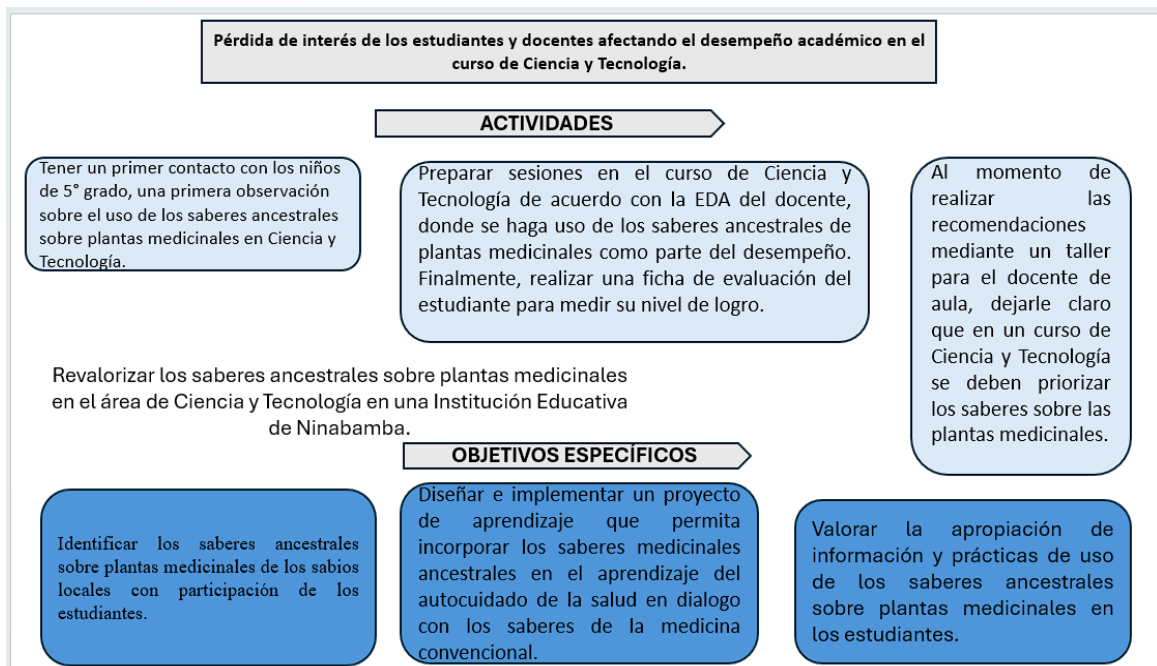 Pérdida de interés de los estudiantes y docentes afectando el desempeño académico en el
curso de Ciencia y Tecnología.
ACTIVIDADES
Tener un primer contacto con los niños
de 5° grado, una primera observación
sobre el uso de los saberes ancestrales
sobre plantas medicinales en Ciencia y
Tecnología.
Preparar sesiones en el curso de Ciencia y
Tecnología de acuerdo con la EDA del docente,
donde se haga uso de los saberes ancestrales de
plantas medicinales como parte del desempeño.
Finalmente, realizar una ficha de evaluación del
estudiante para medir su nivel de logro.
Al momento de
realizar las
recomendaciones
mediante un taller
para el docente de
aula, dejarle claro
que en un curso de
Ciencia y Tecnología
se deben priorizar
los saberes sobre las
plantas medicinales.
Revalorizar los saberes ancestrales sobre plantas medicinales
en el área de Ciencia y Tecnología en una Institución Educativa
de Ninabamba.
OBJETIVOS ESPECÍFICOS
Identificar los saberes ancestrales
sobre plantas medicinales de los sabios
locales con participación de los
estudiantes.
Diseñar e implementar un proyecto
de aprendizaje que permita
incorporar los saberes medicinales
ancestrales en el aprendizaje del
autocuidado de la salud en dialogo
con los saberes de la medicina
convencional.
Valorar la apropiación de
información y prácticas de uso
de los saberes ancestrales
sobre plantas medicinales en
los estudiantes.